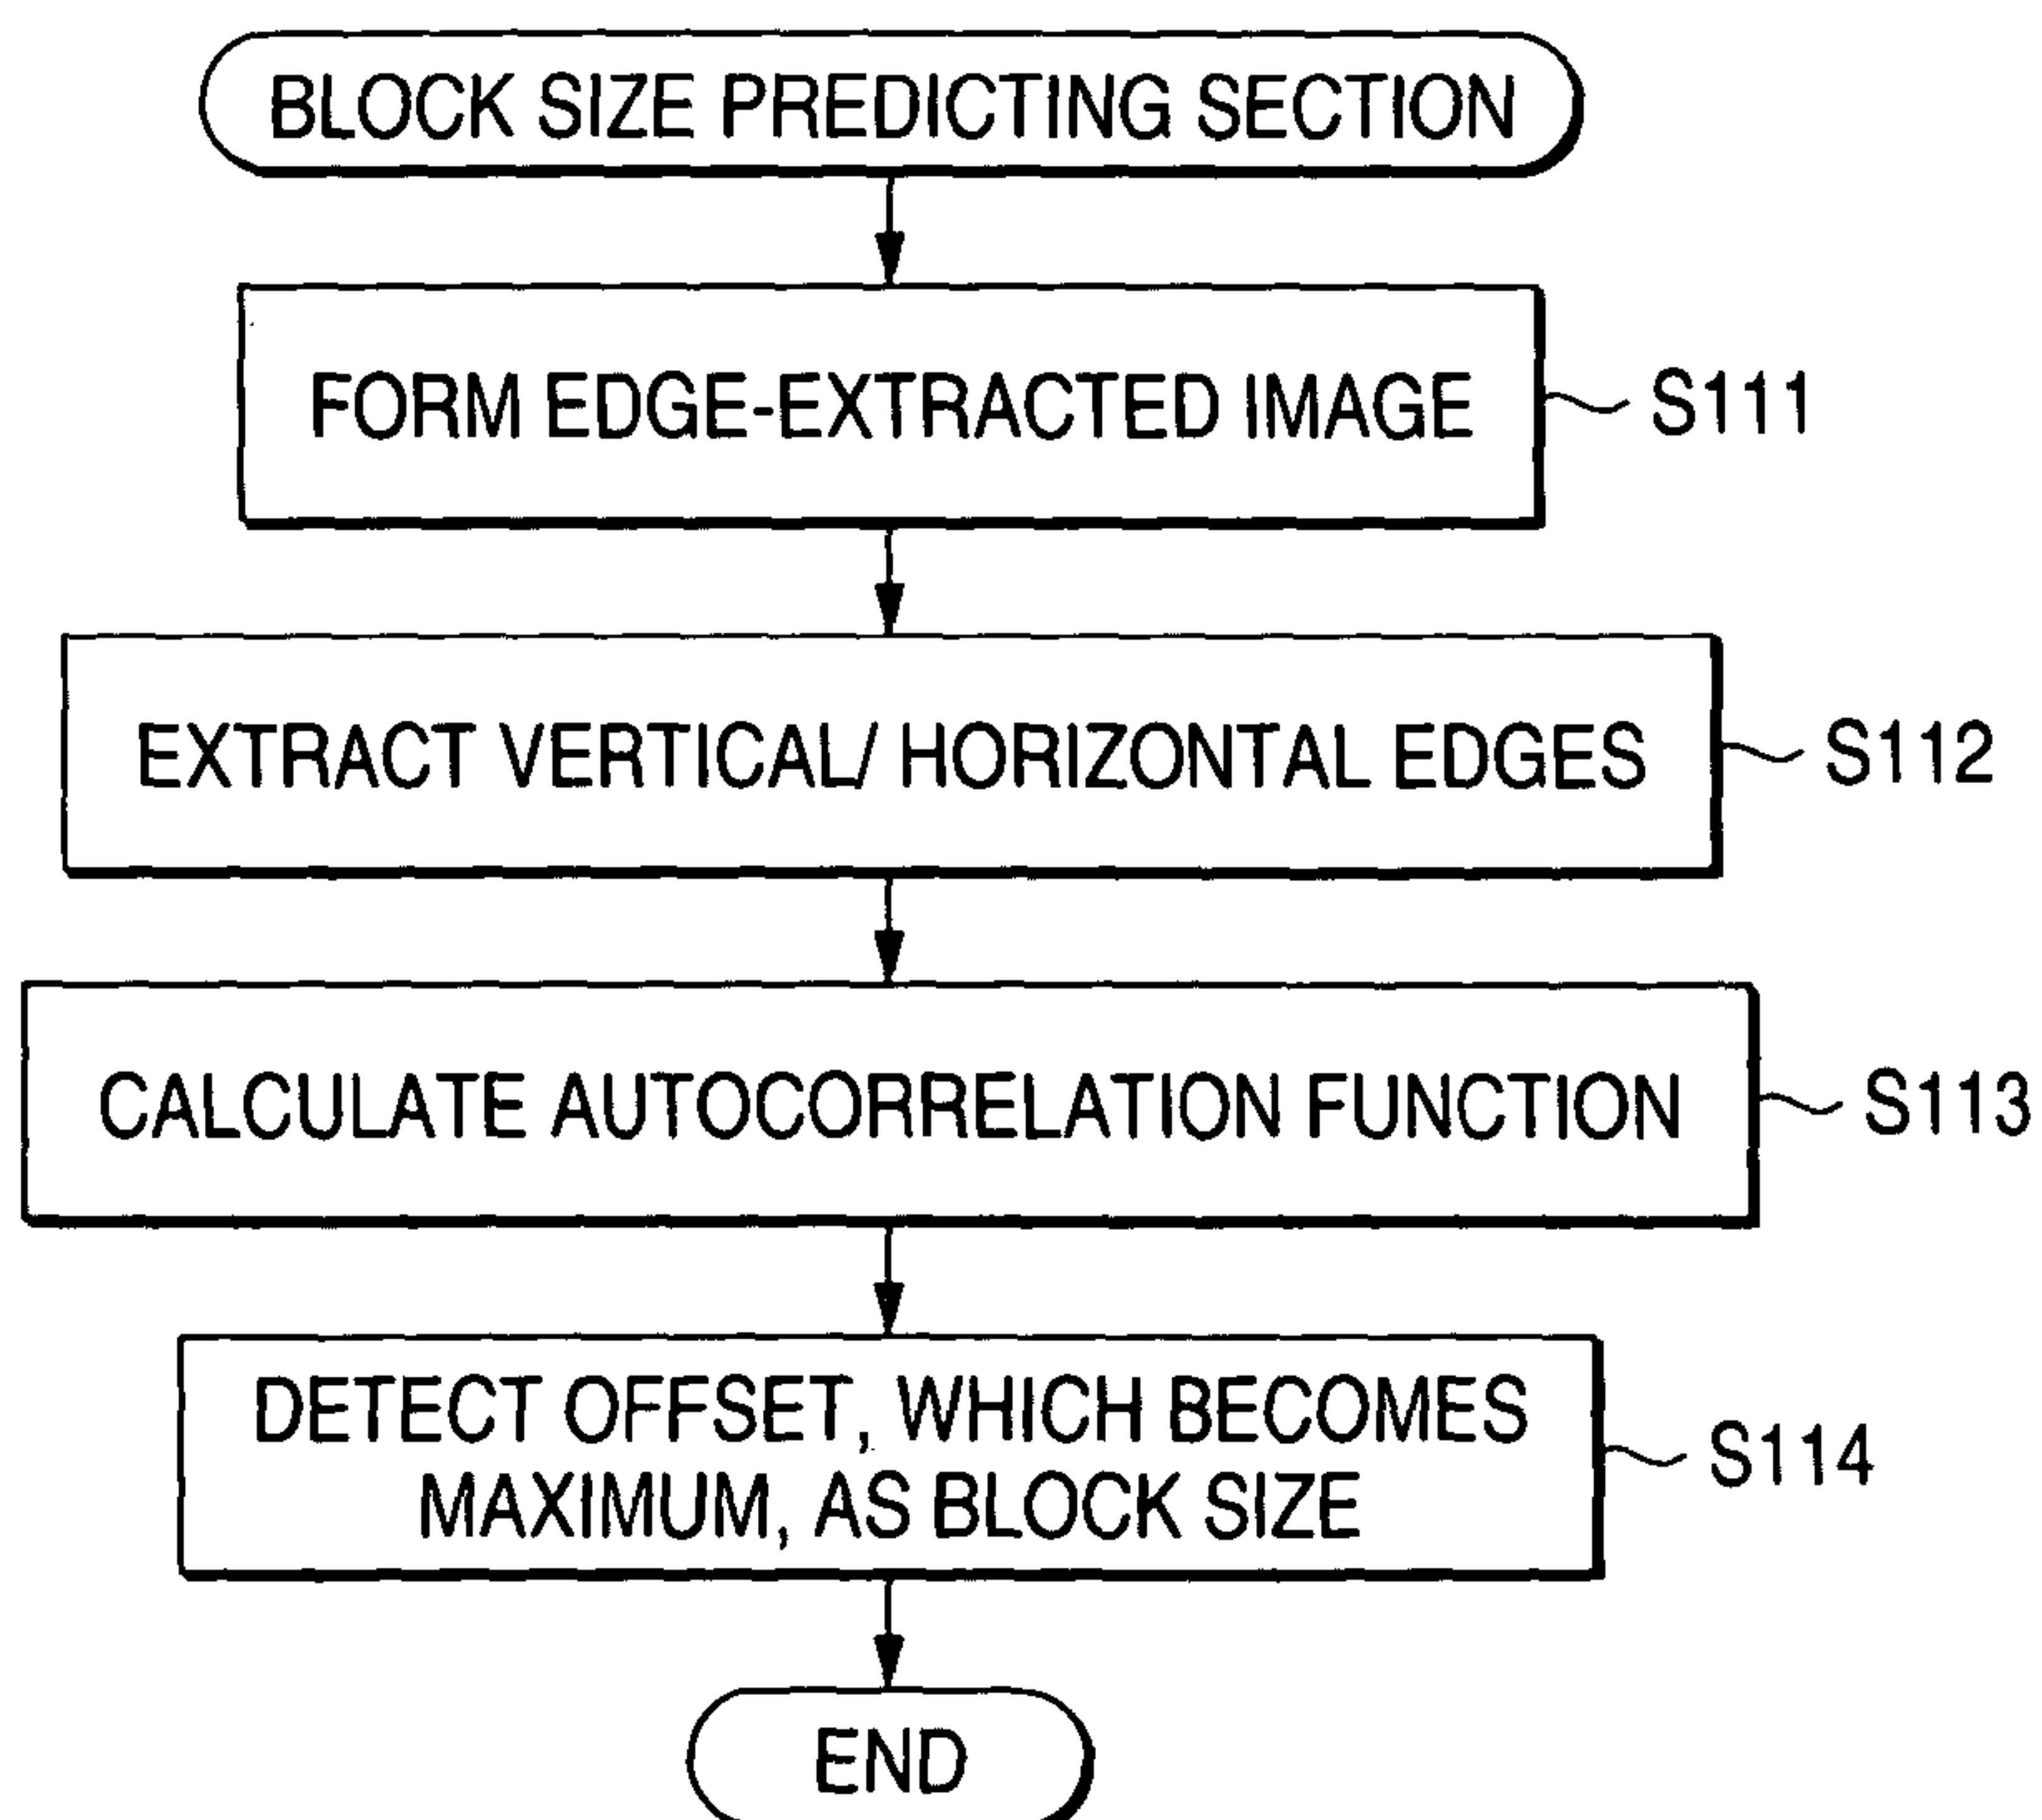 BLOCK SIZE PREDICTING SECTION
FORM EDGE-EXTRACTED IMAGE
S111
EXTRACT VERTICAL/ HORIZONTAL EDGES
S112
CALCULATE AUTOCORRELATION FUNCTION
S113
DETECT OFFSET, WHICH BECOMES
MAXIMUM, AS BLOCK SIZE
S114
END